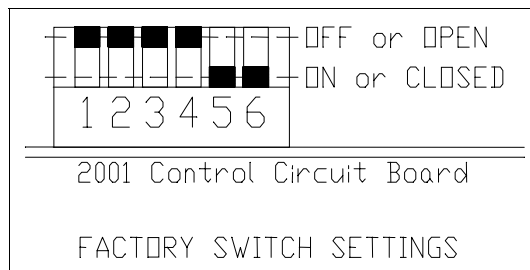 OFF or OPEN
ON or CLOSED
1 2 3 4 5 6
2001 Control Circuit Board
FACTORY SWITCH SETTINGS